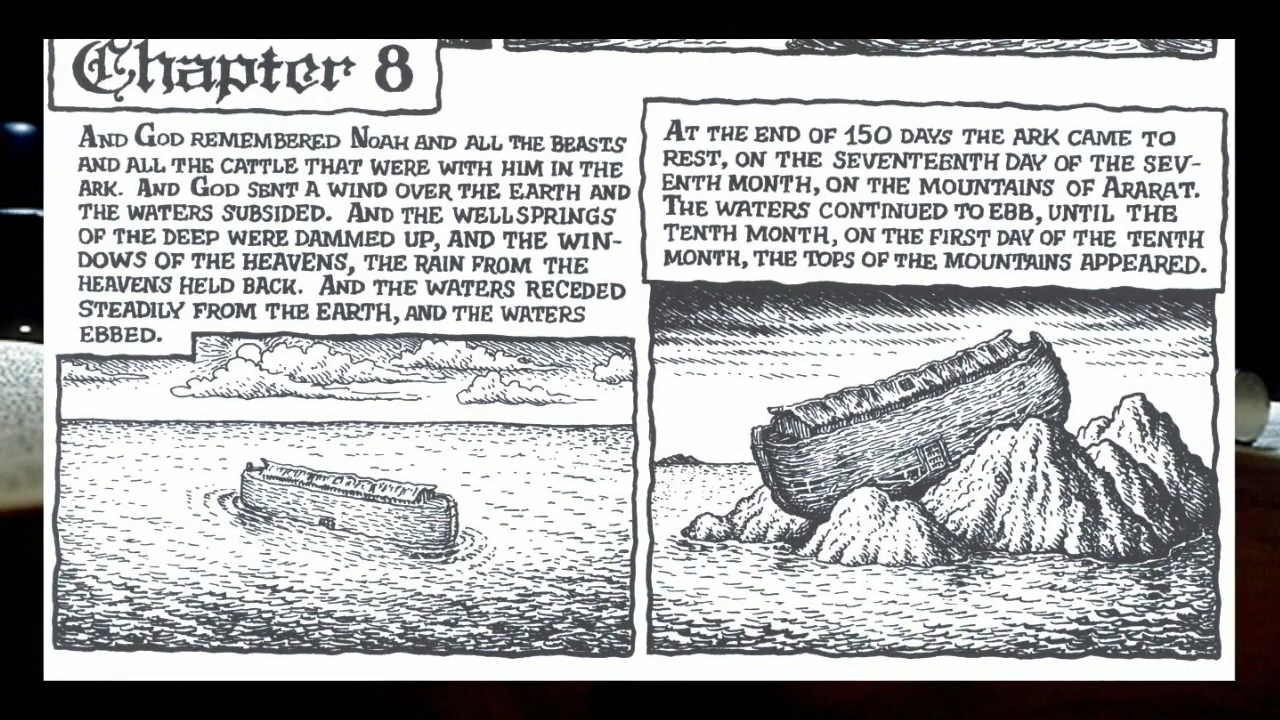 Chapter 8
AND GOD REMEMBERED NOAH AND ALL THE BEASTS
AND ALL THE CATTLE THAT WERE WITH HIM IN THE
ARK. AND GOD SENT A WIND OVER THE EARTH AND
THE WATERS SUBSIDED. AND THE WELLSPRINGS
OF THE DEEP WERE DAMMED UP, AND THE WIN-
DOWS OF THE HEAVENS, THE RAIN FROM THE
HEAVENS HELD BACK. AND THE WATERS RECEDED
STEADILY FROM THE EARTH, AND THE WATERS
EBBED.
AT THE END OF 150 DAYS THE ARK CAME TO
REST, ON THE SEVENTEENTH DAY OF THE SEV-
ENTH MONTH, ON THE MOUNTAINS OF ARARAT.
THE WATERS CONTINUED TO EBB, UNTIL THE
TENTH MONTH, ON THE FIRST DAY OF THE TENTH
MONTH, THE TOPS OF THE MOUNTAINS APPEARED.